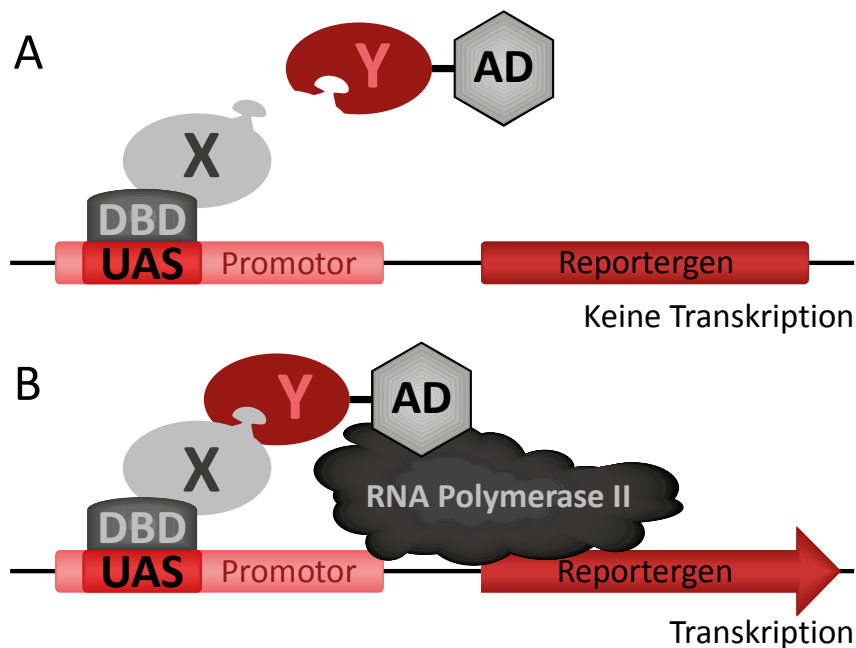 A
Y
AD
X
DBD
UAS
Promotor
Reportergen
Keine Transkription
B
Y
AD
X
RNA Polymerase II
DBD
UAS
Promotor
Reportergen
Transkription